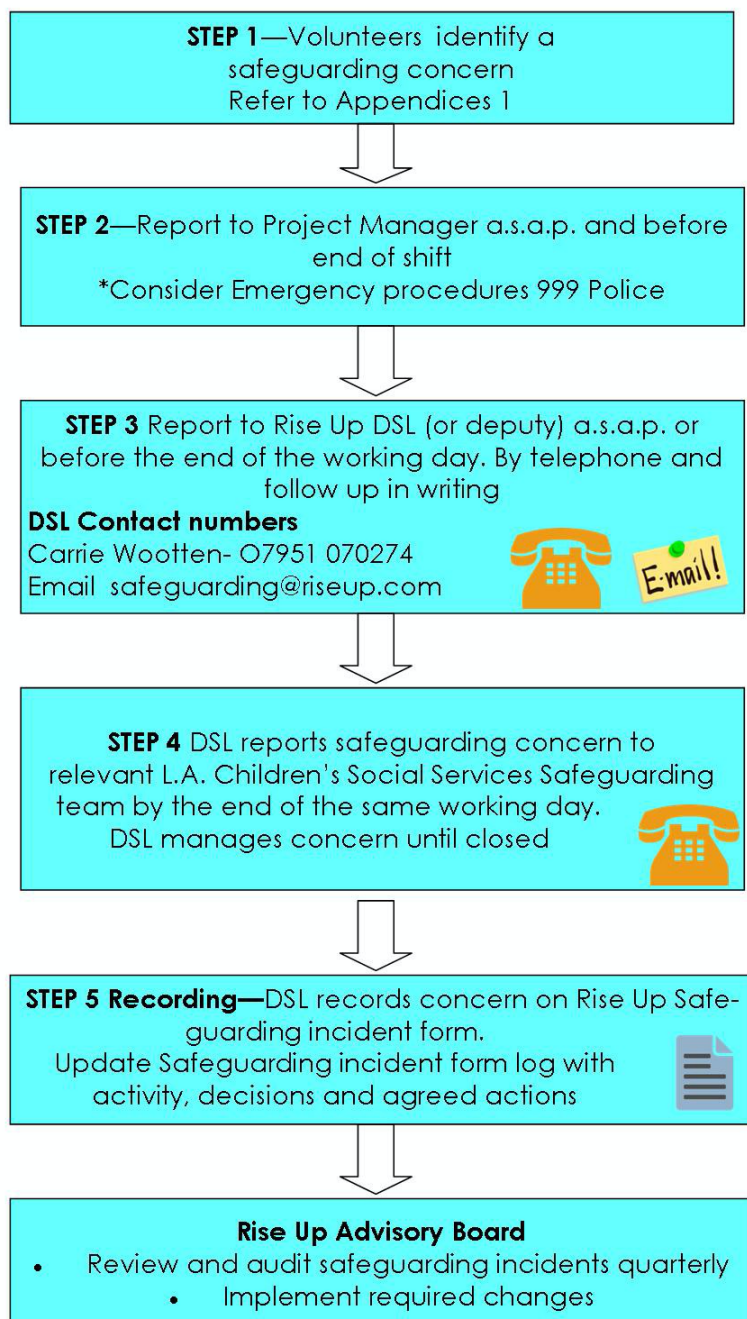 STEP 1—Volunteers identify a
safeguarding concern
Refer to Appendices 1
STEP 2—Report to Project Manager a.s.a.p. and before
end of shift
*Consider Emergency procedures 999 Police
STEP 3 Report to Rise Up DSL (or deputy) a.s.a.p. or
before the end of the working day. By telephone and
follow up in writing
DSL Contact numbers
Carrie Wootten- O7951 070274
Email safeguarding@riseup.com
E-mail!
STEP 4 DSL reports safeguarding concern to
relevant L.A. Children’s Social Services Safeguarding
team by the end of the same working day.
DSL manages concern until closed
STEP 5 Recording—DSL records concern on Rise Up Safe-
guarding incident form.
Update Safeguarding incident form log with
activity, decisions and agreed actions
Rise Up Advisory Board
• Review and audit safeguarding incidents quarterly
• Implement required changes